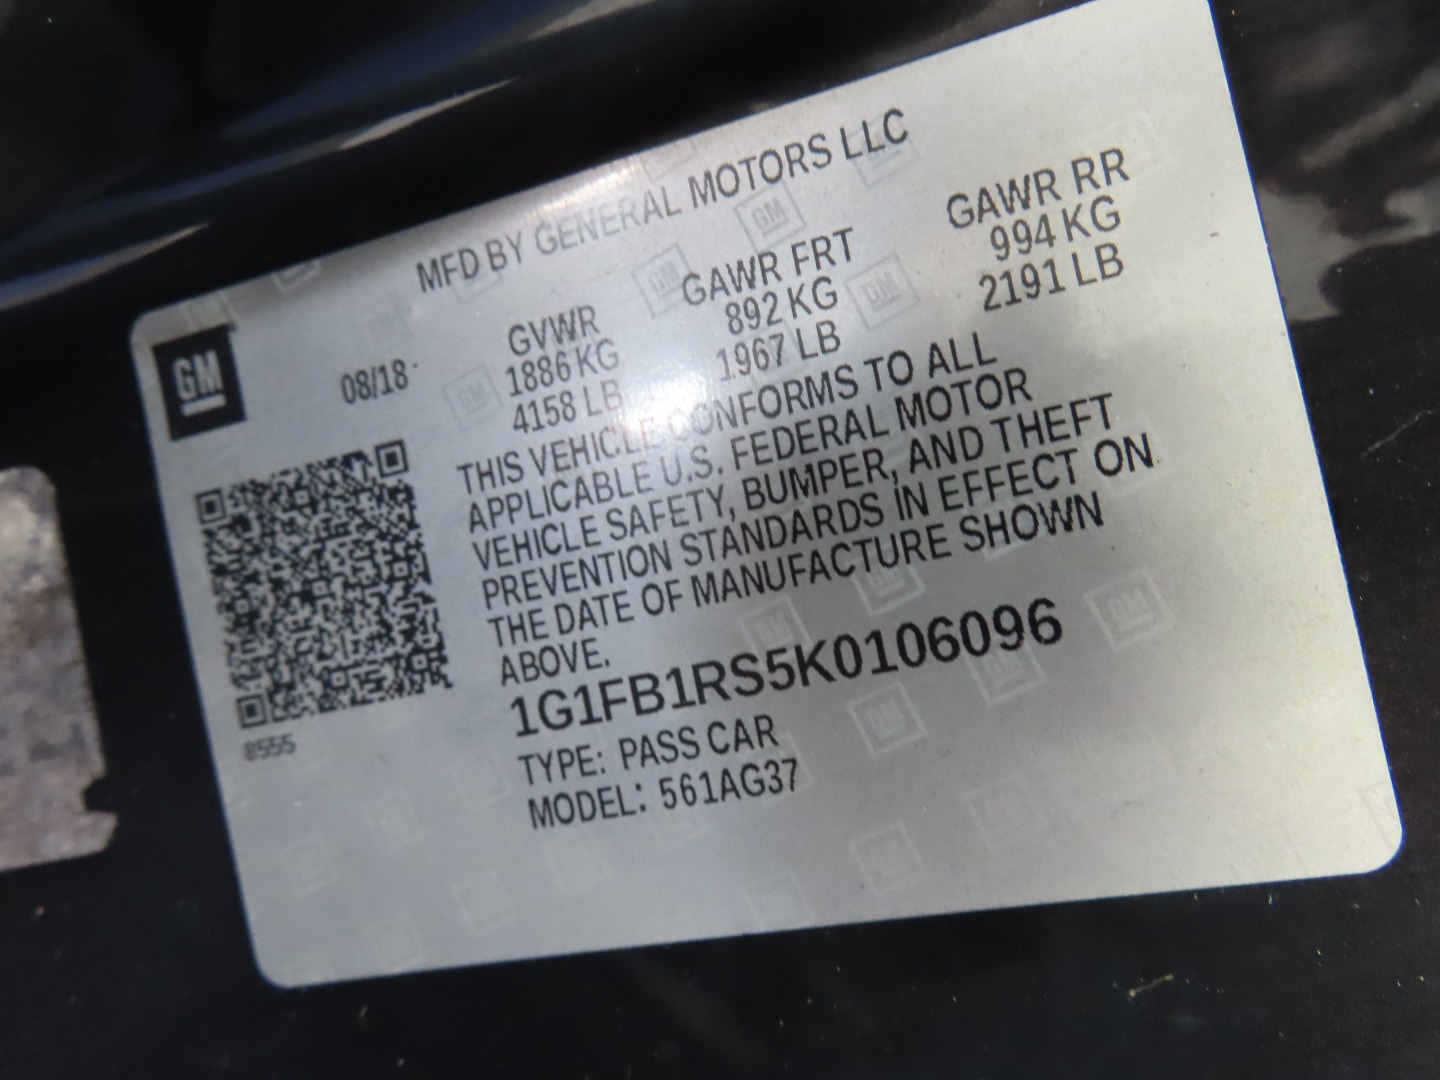 MFD BY GENERAL MOTORS LLC
GM
08/18
GVWR
1886 KG
4158 LB
GAWR FRT
892 KG
1967 LB
GAWR RR
994 KG
2191 LB
THIS VEHICLE CONFORMS TO ALL
APPLICABLE U.S. FEDERAL MOTOR
VEHICLE SAFETY, BUMPER, AND THEFT
PREVENTION STANDARDS IN EFFECT ON
THE DATE OF MANUFACTURE SHOWN
ABOVE.
1G1FB1RS5K0106096
TYPE: PASS CAR
MODEL: 561AG37
8555